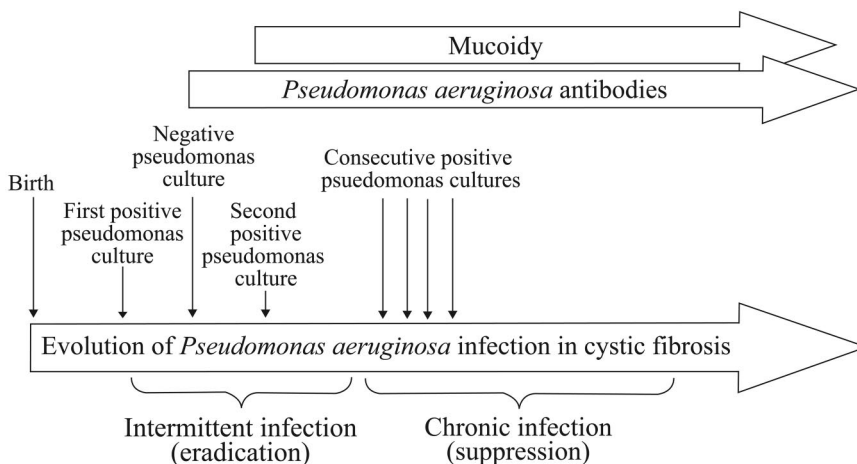 Mucoidy
Pseudomonas aeruginosa antibodies
Negative
pseudomonas
culture
Consecutive positive
psuedomonas cultures
Birth
First positive
pseudomonas
culture
Second
positive
pseudomonas
culture
Evolution of Pseudomonas aeruginosa infection in cystic fibrosis
Intermittent infection
(eradication)
Chronic infection
(suppression)